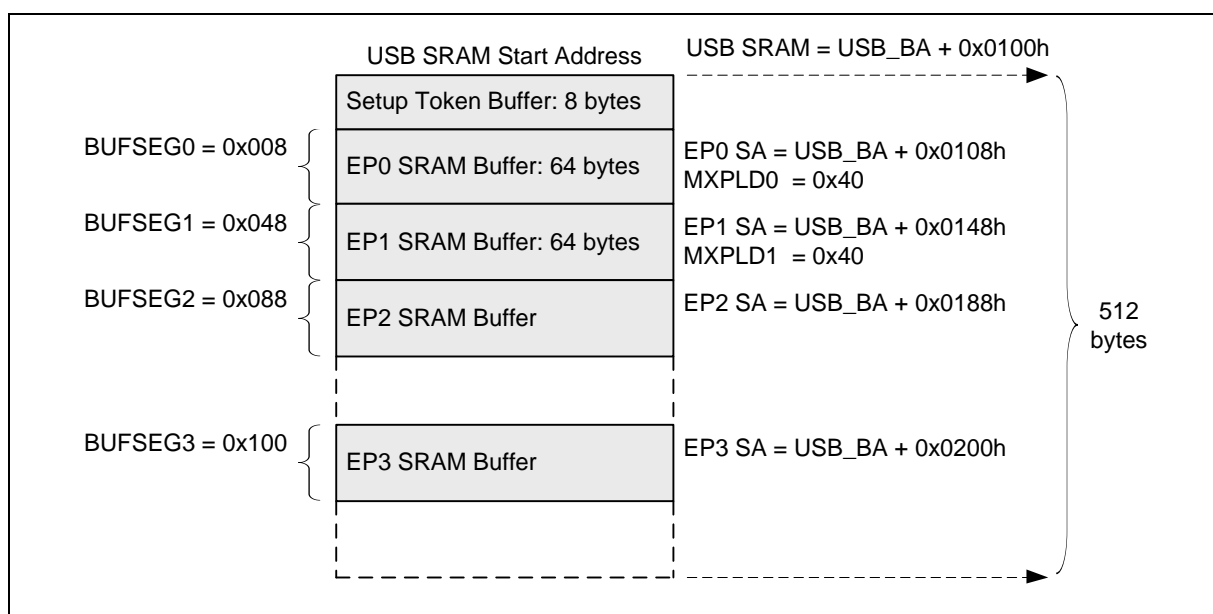 USB SRAM Start Address
USB SRAM = USB_BA + 0x0100h
Setup Token Buffer: 8 bytes
BUFSEG0 = 0x008
EP0 SRAM Buffer: 64 bytes
EP0 SA = USB_BA + 0x0108h
MXPLD0 = 0x40
BUFSEG1 = 0x048
EP1 SRAM Buffer: 64 bytes
EP1 SA = USB_BA + 0x0148h
MXPLD1 = 0x40
BUFSEG2 = 0x088
EP2 SRAM Buffer
EP2 SA = USB_BA + 0x0188h
512
bytes
BUFSEG3 = 0x100
EP3 SRAM Buffer
EP3 SA = USB_BA + 0x0200h